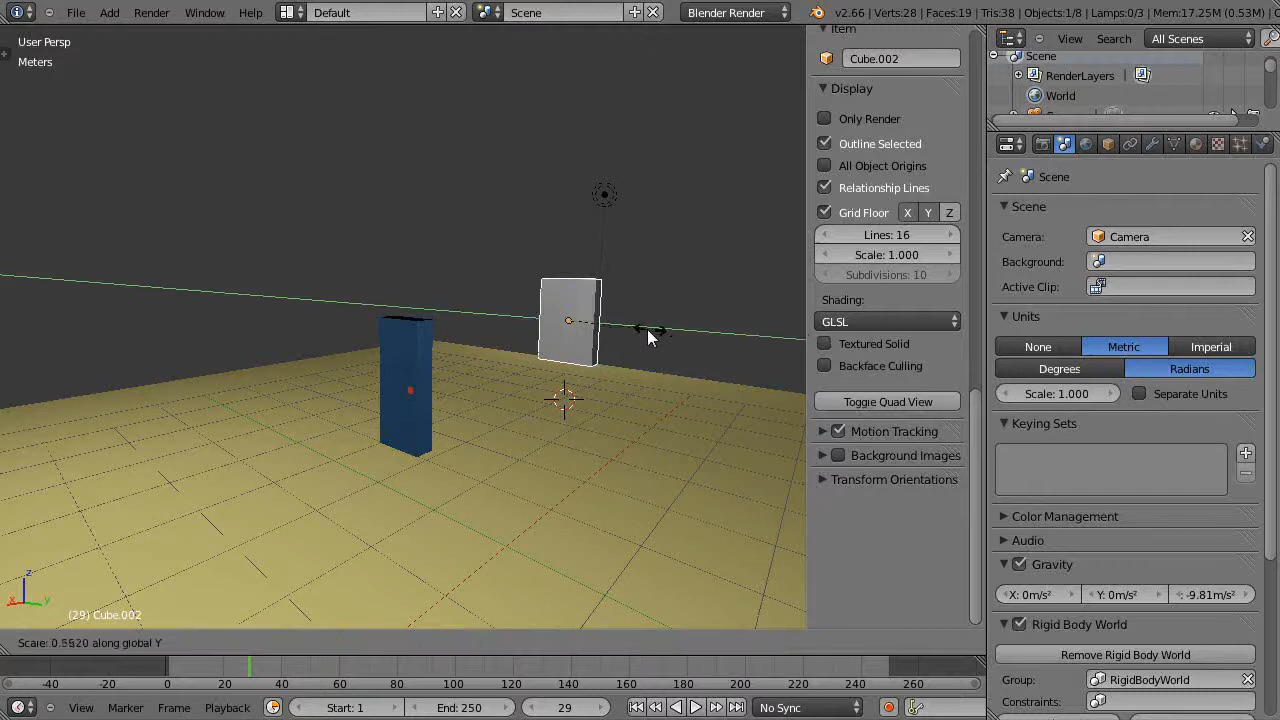 File Add Render Window Help Default Scene Blender Render v2.66 | Verts:28 | Faces:19 | Tris:38 | Objects:1/8 | Lamps:0/3 | Mem:17.25M (0.53M) |
User Persp
Meters
(29) Cube.002
Scale: 0.5520 along global Y
Item
Cube.002
Display
Only Render
Outline Selected
All Object Origins
Relationship Lines
Grid Floor X Y Z
Lines: 16
Scale: 1.000
Subdivisions: 10
Shading:
GLSL
Textured Solid
Backface Culling
Toggle Quad View
Motion Tracking
Background Images
Transform Orientations
View Search All Scenes
Scene
RenderLayers
World
Scene
Scene
Camera: Camera
Background:
Active Clip:
Units
None Metric Imperial
Degrees Radians
Scale: 1.000 Separate Units
Keying Sets
Color Management
Audio
Gravity
X: 0m/s² Y: 0m/s² : -9.81m/s²
Rigid Body World
Remove Rigid Body World
Group: RigidBodyWorld
Constraints:
-40 -20 0 20 40 60 80 100 120 140 160 180 200 220 240 260
View Marker Frame Playback Start: 1 End: 250 29 No Sync
z
x y